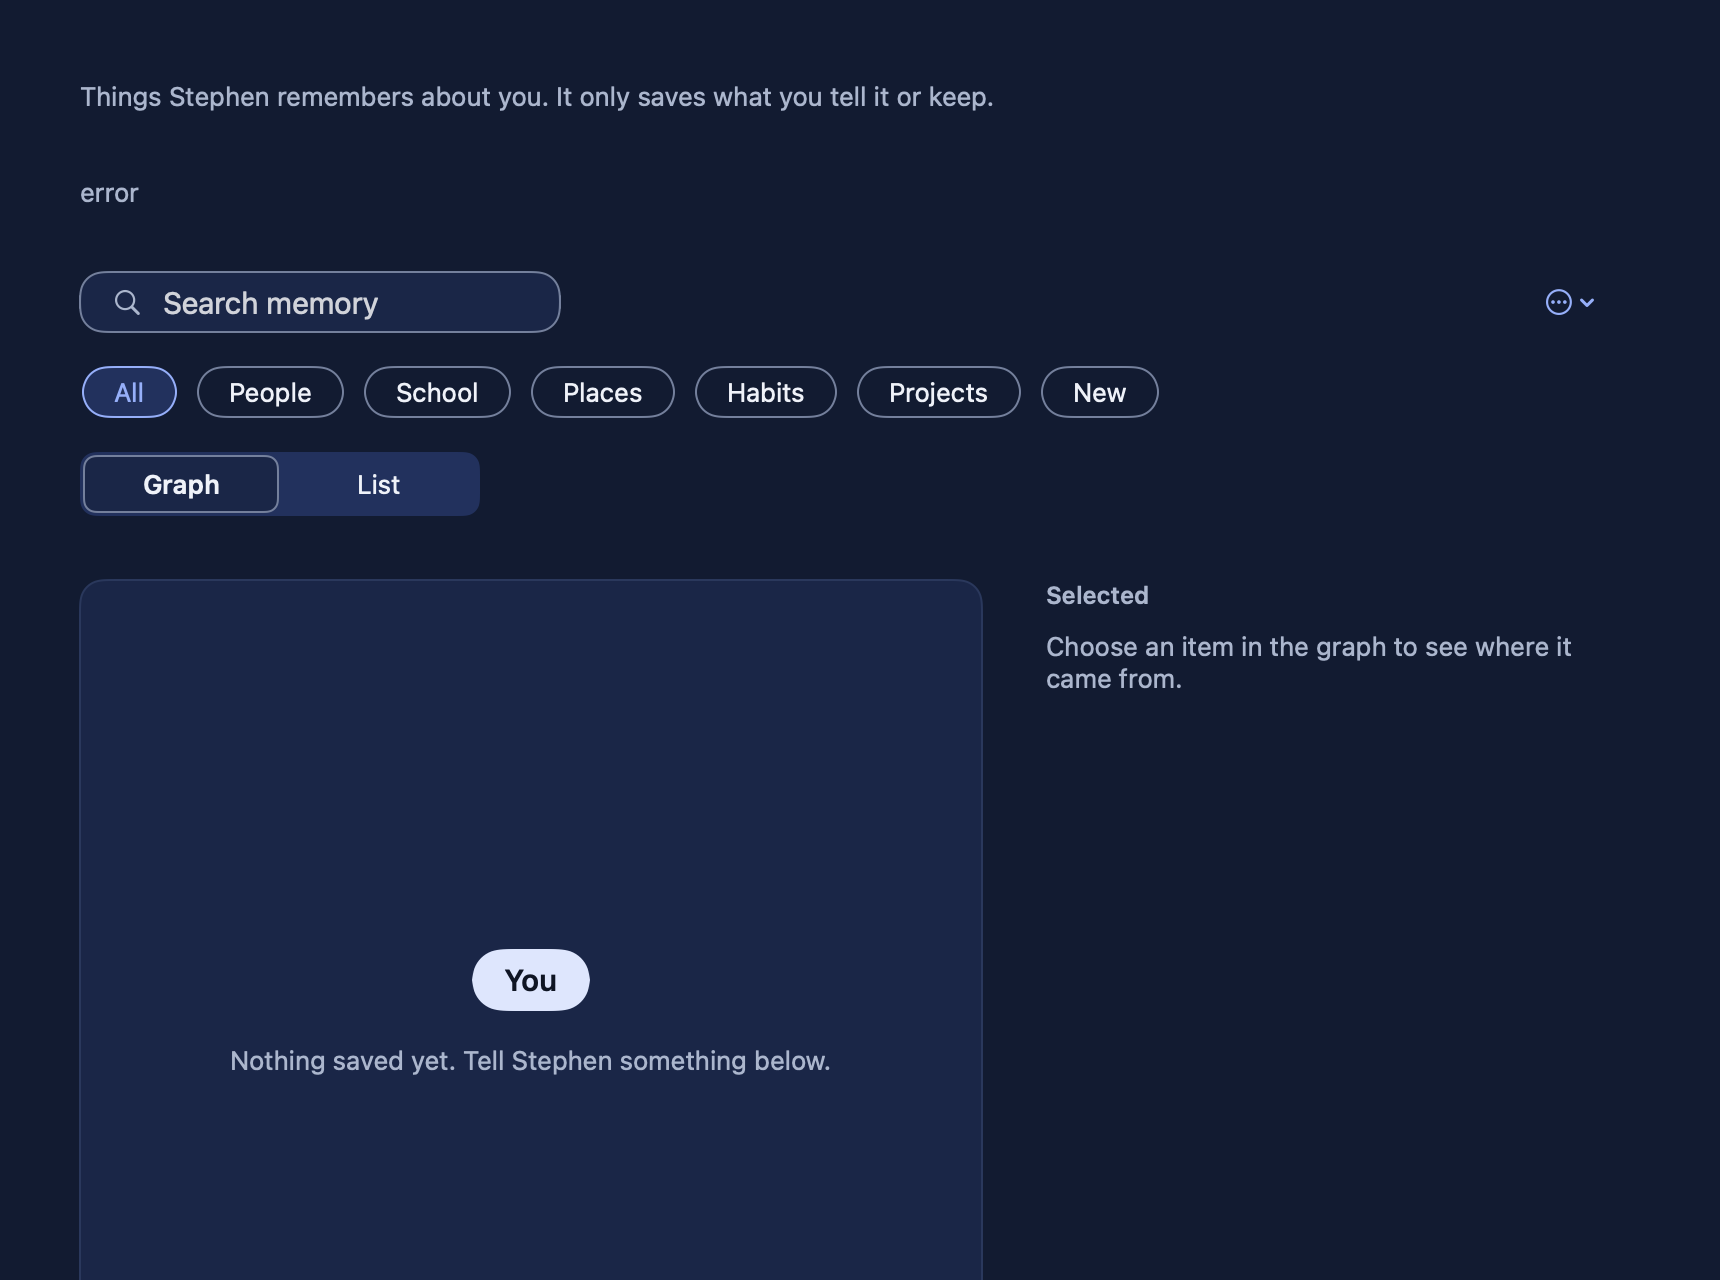 Things Stephen remembers about you. It only saves what you tell it or keep.
error
Search memory
All
People
School
Places
Habits
Projects
New
Graph
List
Selected
Choose an item in the graph to see where it
came from.
You
Nothing saved yet. Tell Stephen something below.